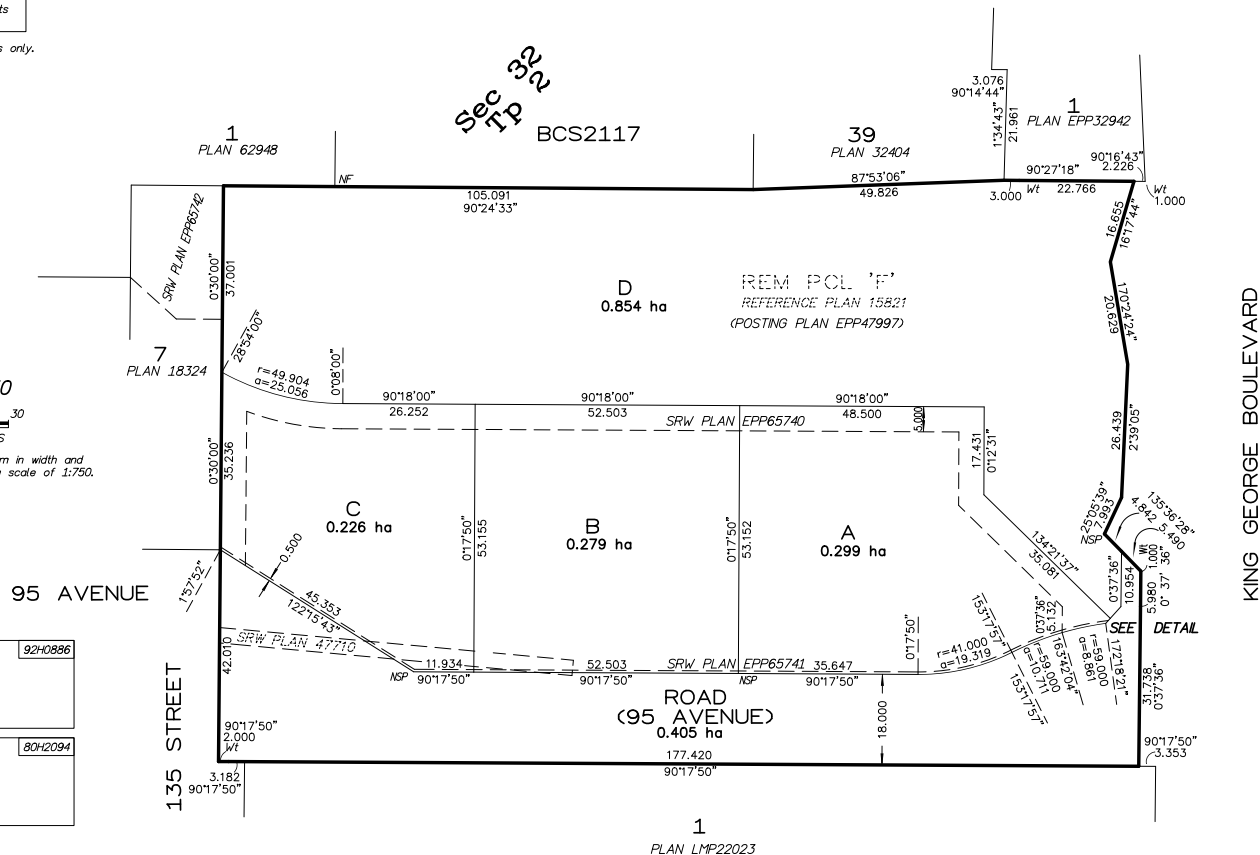 ts
s only.
Sec 32
Tp 2
3.076
90°14'44"
1°34'43"
21.961
1
PLAN EPP32942
1
PLAN 62948
BCS2117
39
PLAN 32404
NF
105.091
90°24'33"
87°53'06"
49.826
90°27'18"
3.000
Wt
22.766
90°16'43"
2.226
Wt
1.000
SRW PLAN EPP65742
0°30'00"
37.001
16.655
16°17'44"
D
0.854 ha
REM PCL 'F'
REFERENCE PLAN 15821
(POSTING PLAN EPP47997)
170°24'24"
20.629
KING GEORGE BOULEVARD
7
PLAN 18324
28°54'00"
r=49.904
a=25.056
0°08'00"
90°18'00"
26.252
90°18'00"
52.503
90°18'00"
48.500
SRW PLAN EPP65740
5.000
26.439
2°39'05"
0
30
S
m in width and
scale of 1:750.
0°30'00"
35.236
17.431
0°12'31"
C
0.226 ha
B
0.279 ha
A
0.299 ha
0°17'50"
53.155
0°17'50"
53.152
134°21'37"
35.081
25°05'39"
7.993
NSP
135°36'28"
4.842
5.490
Wt
1.000
0°37'36"
10.954
5.980
0°37'36"
0.500
95 AVENUE
1°57'52"
45.353
122°15'43"
42.010
SRW PLAN 47710
11.934
NSP
90°17'50"
52.503
90°17'50"
SRW PLAN EPP65741
NSP
35.647
90°17'50"
0°17'50"
r=41.000
a=19.319
153°17'57"
0°37'36"
5.132
r=59.000
a=10.711
153°17'57"
163°42'04"
r=59.000
a=8.861
172°18'21"
SEE DETAIL
31.738
0°37'36"
92H0886
80H2094
135 STREET
ROAD
(95 AVENUE)
0.405 ha
18.000
90°17'50"
2.000
Wt
177.420
90°17'50"
90°17'50"
3.353
3.182
90°17'50"
1
PLAN LMP22023